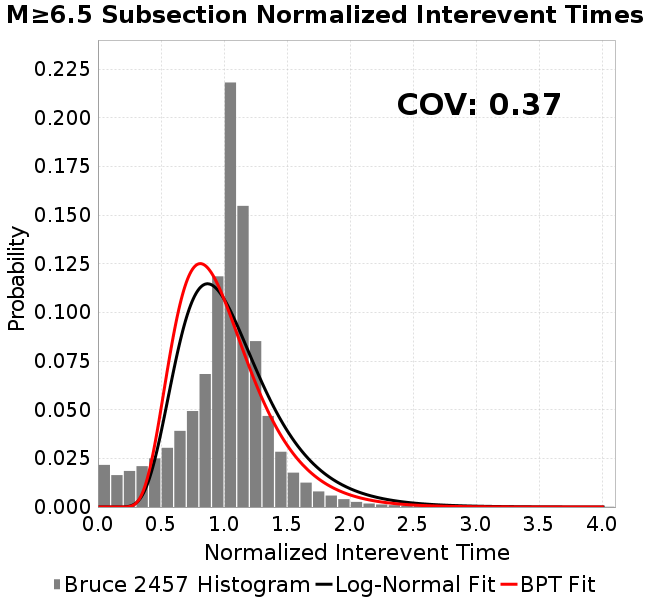 M≥6.5 Subsection Normalized Interevent Times
COV: 0.37
Probability
0.225
0.200
0.175
0.150
0.125
0.100
0.075
0.050
0.025
0.000
0.0 0.5 1.0 1.5 2.0 2.5 3.0 3.5 4.0
Normalized Interevent Time
Bruce 2457 Histogram Log-Normal Fit BPT Fit